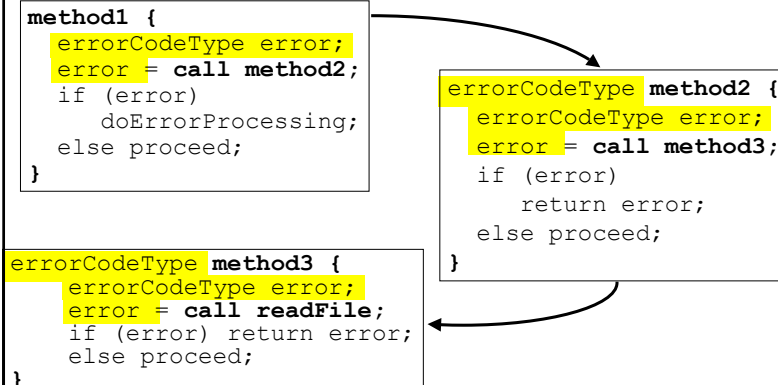 method1 {
errorCodeType error;
error = call method2;
if (error)
doErrorProcessing;
else proceed;
}
errorCodeType method2 {
errorCodeType error;
error = call method3;
if (error)
return error;
else proceed;
}
errorCodeType method3 {
errorCodeType error;
error = call readFile;
if (error) return error;
else proceed;
}